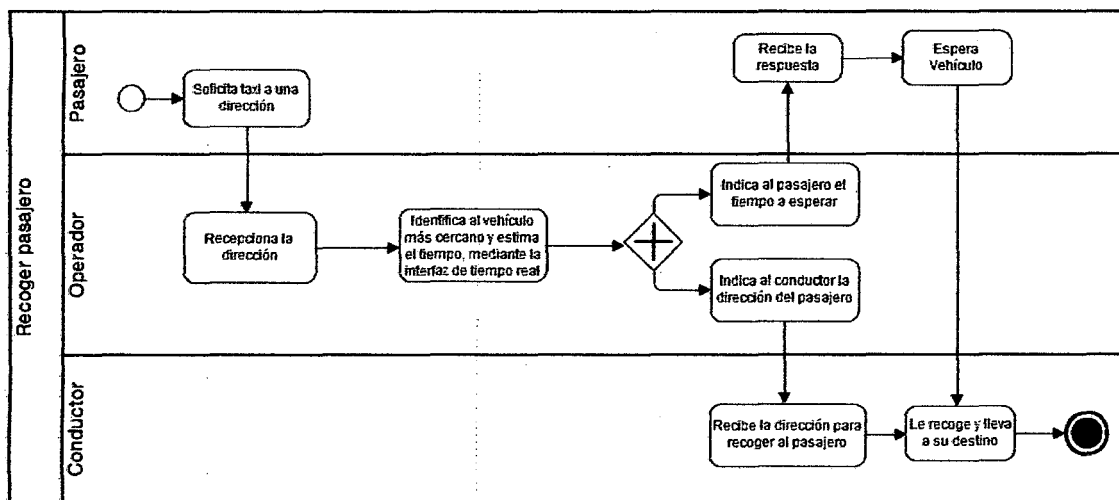 Recoger pasajero
Pasajero
Solicita taxi a una
dirección
Recibe la
respuesta
Espera
Vehículo
Operador
Recepciona la
dirección
Identifica al vehículo
más cercano y estima
el tiempo, mediante la
interfaz de tiempo real
Indica al pasajero el
tiempo a esperar
Indica al conductor la
dirección del pasajero
Conductor
Recibe la dirección para
recoger al pasajero
Le recoge y lleva
a su destino